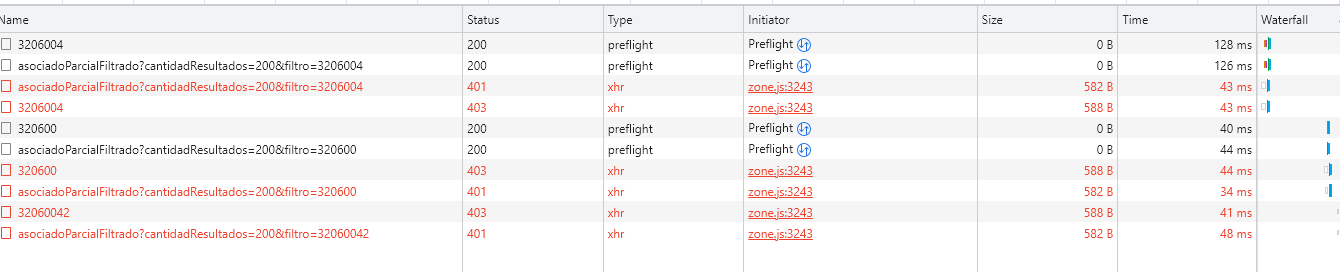 Name Status Type Initiator Size Time Waterfall
3206004 200 preflight Preflight 0 B 128 ms
asociadoParcialFiltrado?cantidadResultados=200&filtro=3206004 200 preflight Preflight 0 B 126 ms
asociadoParcialFiltrado?cantidadResultados=200&filtro=3206004 401 xhr zone.js:3243 582 B 43 ms
3206004 403 xhr zone.js:3243 588 B 43 ms
320600 200 preflight Preflight 0 B 40 ms
asociadoParcialFiltrado?cantidadResultados=200&filtro=320600 200 preflight Preflight 0 B 44 ms
320600 403 xhr zone.js:3243 588 B 44 ms
asociadoParcialFiltrado?cantidadResultados=200&filtro=320600 401 xhr zone.js:3243 582 B 34 ms
32060042 403 xhr zone.js:3243 588 B 41 ms
asociadoParcialFiltrado?cantidadResultados=200&filtro=32060042 401 xhr zone.js:3243 582 B 48 ms